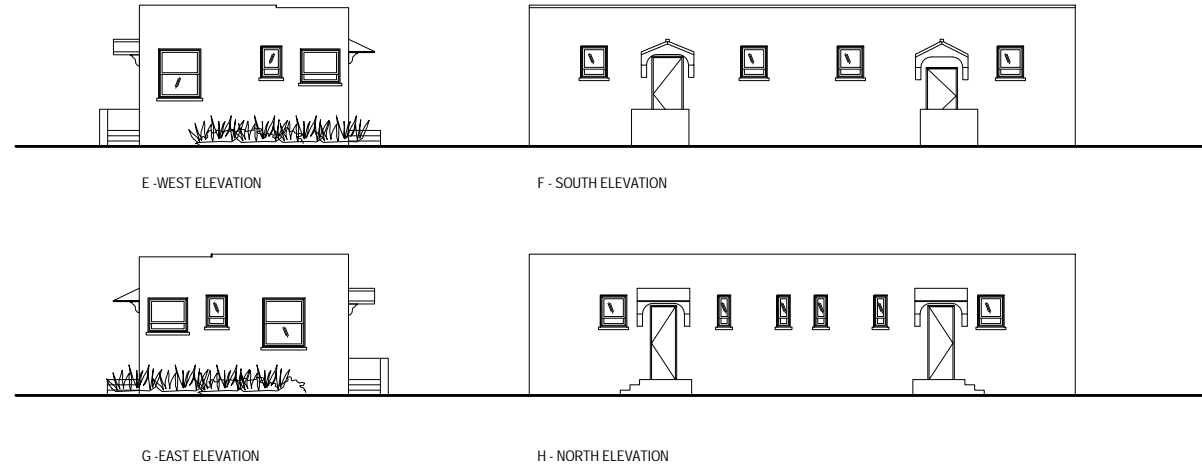 E -WEST ELEVATION
F - SOUTH ELEVATION
G -EAST ELEVATION
H - NORTH ELEVATION